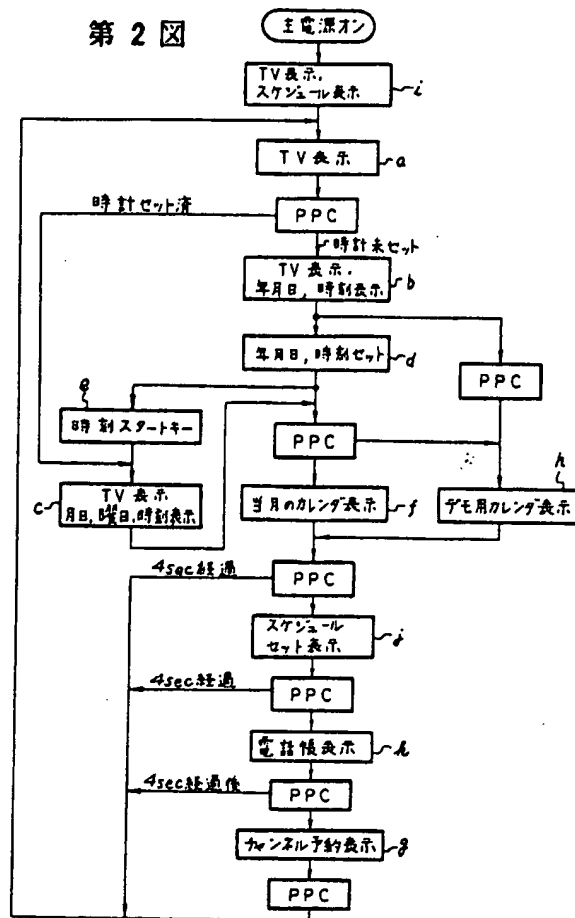 第2図
主電源オン
TV表示,
スケジュール表示
i
TV表示
a
時計セット済
PPC
時計未セット
TV表示,
年月日,時刻表示
b
年月日,時刻セット
d
PPC
e
時刻スタートキー
PPC
h
c
TV表示
月日,曜日,時刻表示
当月のカレンダ表示
f
デモ用カレンダ表示
4sec経過
PPC
スケジュール
セット表示
j
4sec経過
PPC
電話帳表示
k
4sec経過後
PPC
チャンネル予約表示
g
PPC